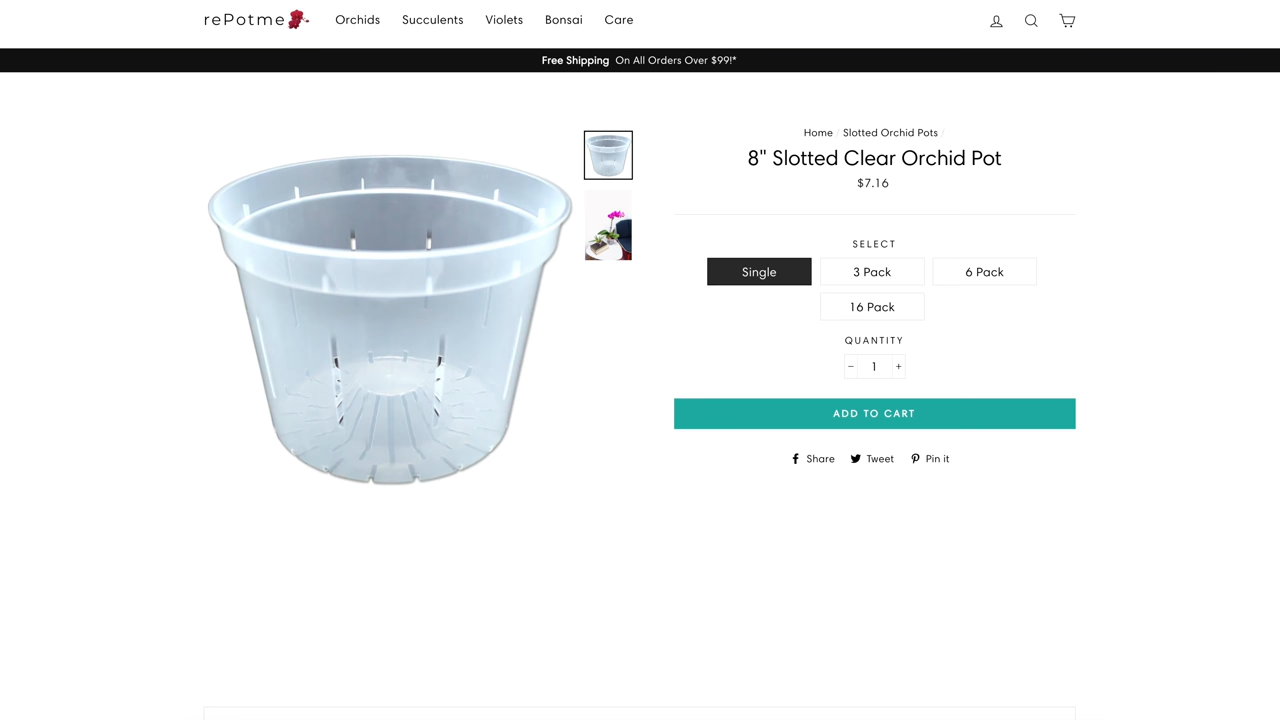 rePotme
Orchids Succulents Violets Bonsai Care
Free Shipping On All Orders Over $99!*
Home / Slotted Orchid Pots /
8" Slotted Clear Orchid Pot
$7.16
SELECT
Single 3 Pack 6 Pack
16 Pack
QUANTITY
− 1 +
ADD TO CART
Share Tweet Pin it